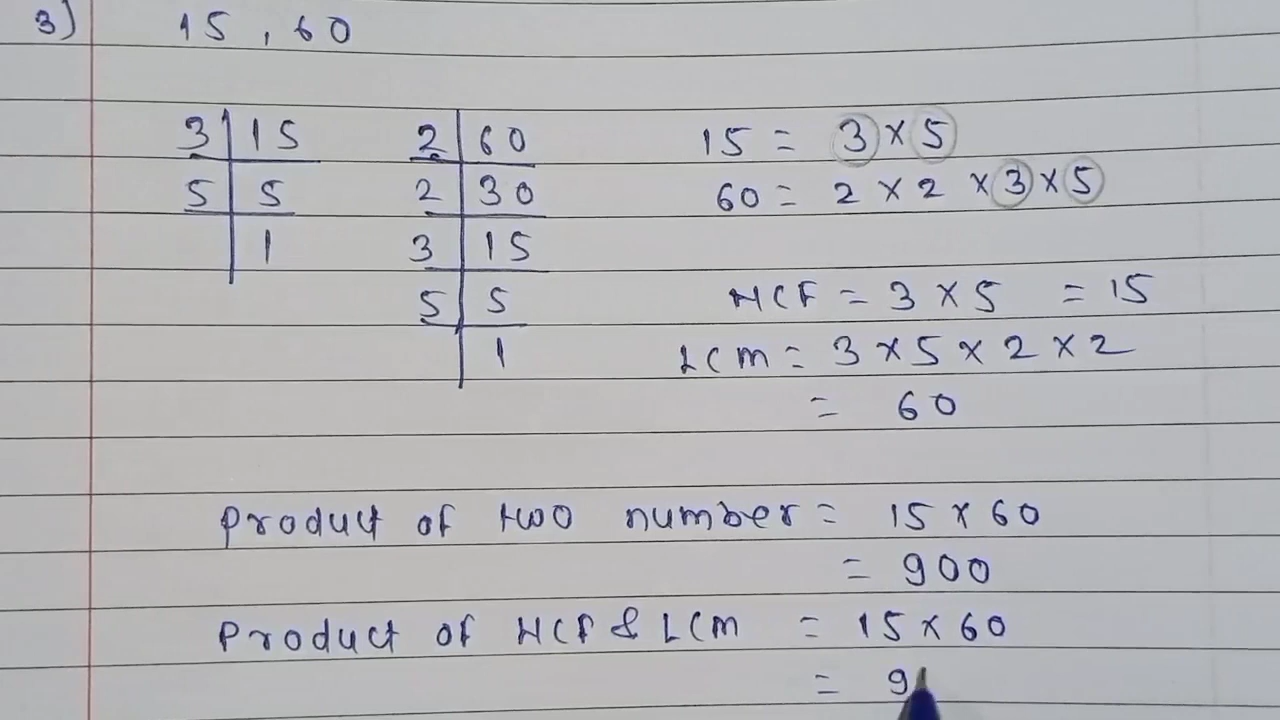 3) 15, 60
3 | 15 2 | 60 15 = 3 × 5
5 | 5 2 | 30 60 = 2 × 2 × 3 × 5
1 3 | 15
5 | 5 HCF = 3 × 5 = 15
1 LCM = 3 × 5 × 2 × 2
= 60
Product of two number = 15 × 60
= 900
Product of HCF & LCM = 15 × 60
= 9